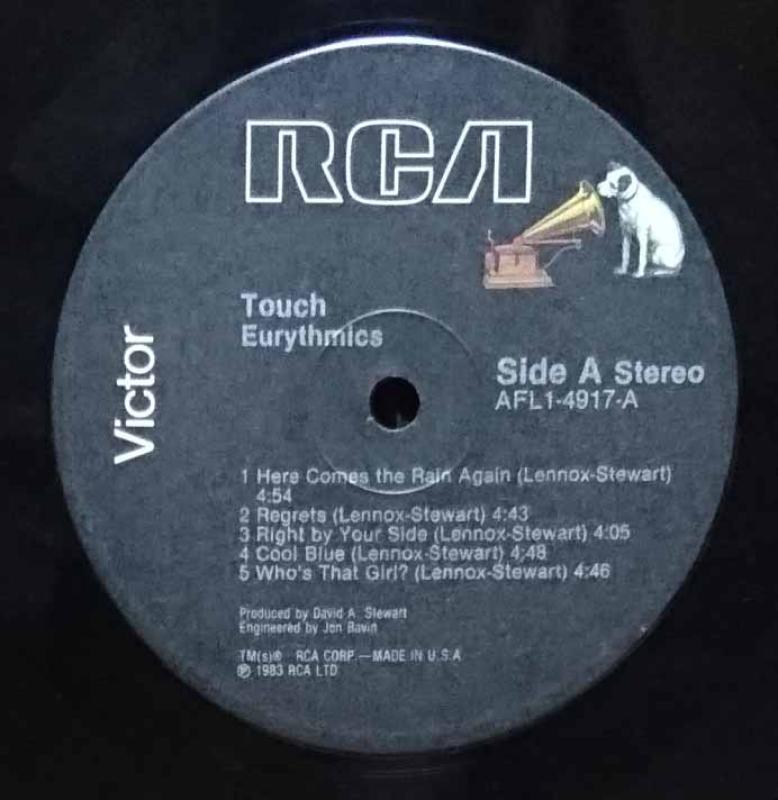 RCA
Victor
Touch
Eurythmics
Side A Stereo
AFL1-4917-A
1 Here Comes the Rain Again (Lennox-Stewart)
4:54
2 Regrets (Lennox-Stewart) 4:43
3 Right by Your Side (Lennox-Stewart) 4:05
4 Cool Blue (Lennox-Stewart) 4:48
5 Who's That Girl? (Lennox-Stewart) 4:46
Produced by David A. Stewart
Engineered by Jon Bavin
TM(s)® RCA CORP.—MADE IN U.S.A
℗ 1983 RCA LTD